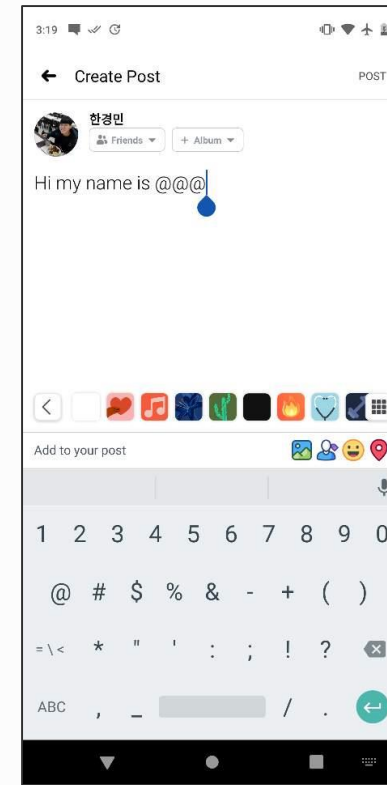 3:19
Create Post
POST
한경민
Friends
+ Album
Hi my name is @@@
Add to your post
1 2 3 4 5 6 7 8 9 0
@ # $ % & - + ( )
= \ < * " ' : ; ! ?
ABC , _ / .